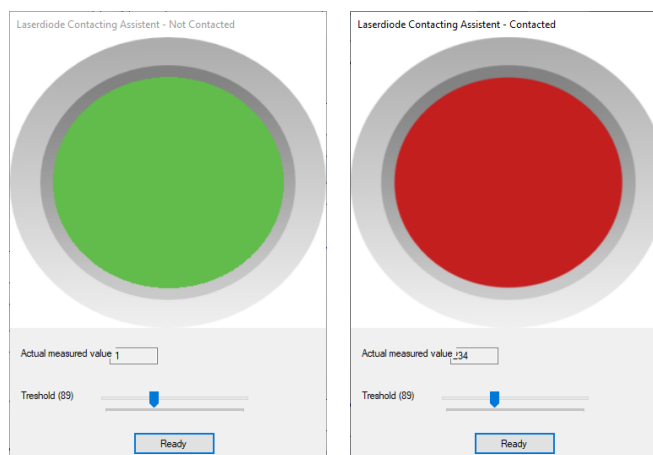 Laserdiode Contacting Assistent - Not Contacted
Actual measured value 1
Treshold (89)
Ready
Laserdiode Contacting Assistent - Contacted
Actual measured value 234
Treshold (89)
Ready